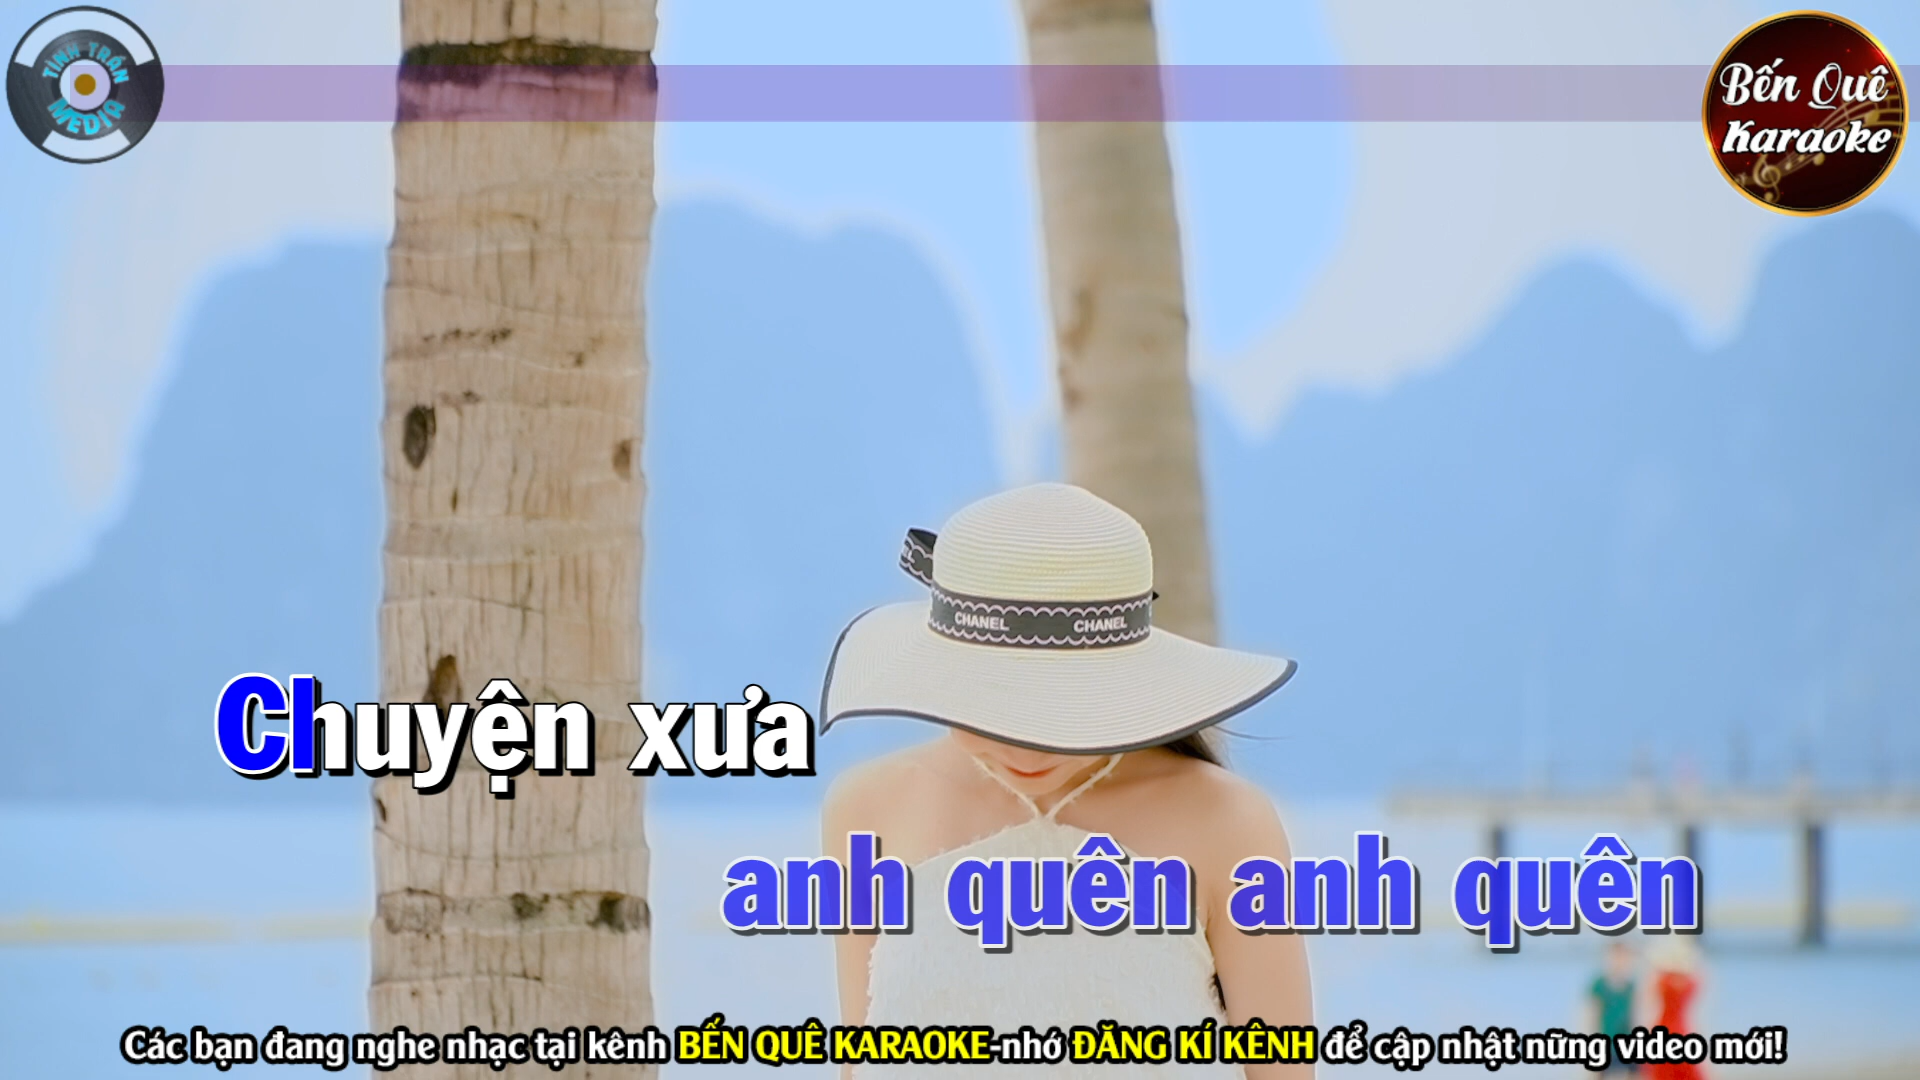 TÌNH TRẦN
MEDIA
Bến Quê
Karaoke
CHANEL CHANEL
Chuyện xưa
anh quên anh quên
Các bạn đang nghe nhạc tại kênh BẾN QUÊ KARAOKE-nhớ ĐĂNG KÍ KÊNH để cập nhật nững video mới!